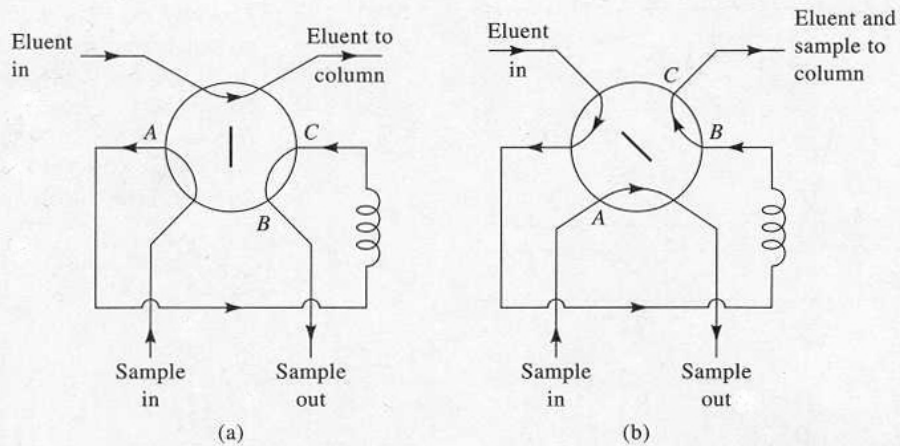 Eluent
in
Eluent to
column
A
C
B
Sample
in
Sample
out
(a)
Eluent
in
Eluent and
sample to
column
C
B
A
Sample
in
Sample
out
(b)